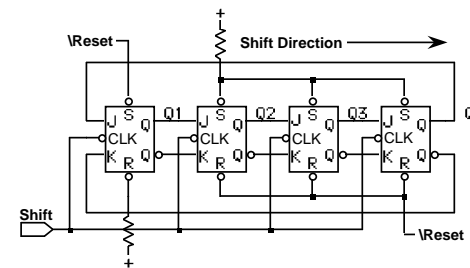 +
\Reset
Shift Direction
S S S S
Q1 Q2 Q3 Q
J Q J Q J Q J Q
CLK CLK CLK CLK
K Q K Q K Q K Q
R R R R
Shift
\Reset
+